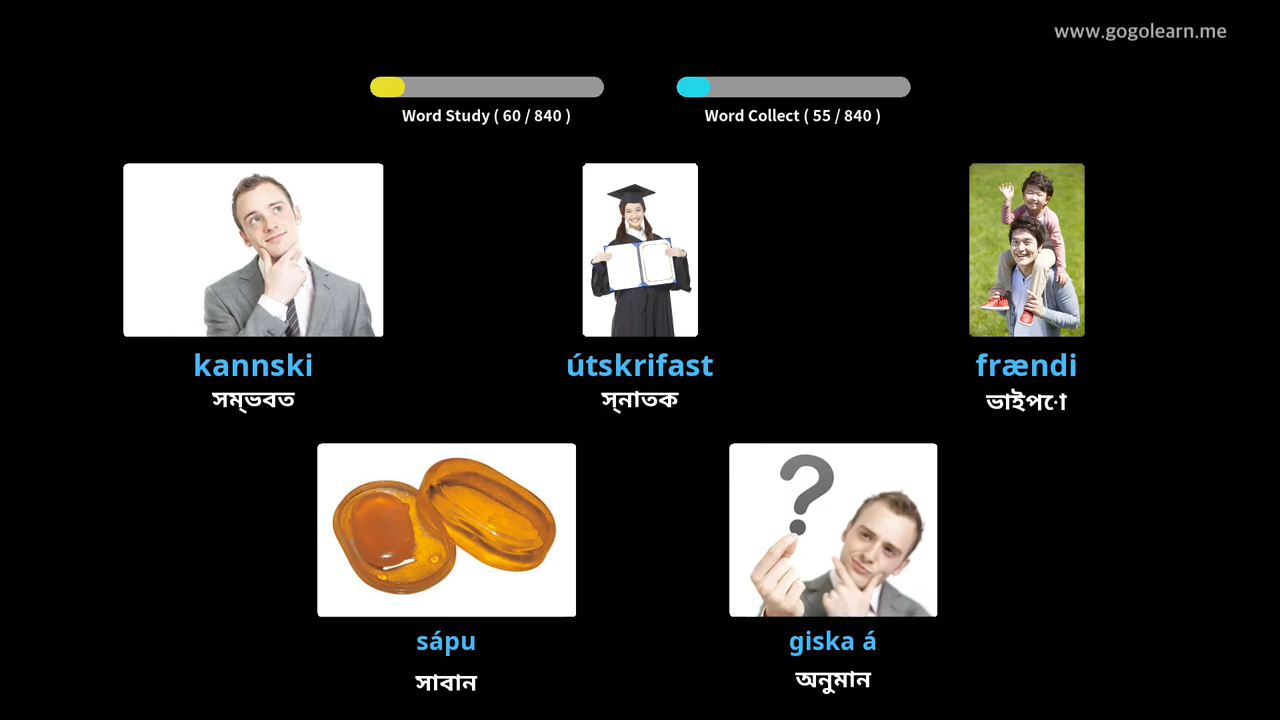 www.gogolearn.me
Word Study ( 60 / 840 )
Word Collect ( 55 / 840 )
kannski
সম্ভবত
útskrifast
স্নাতক
frændi
ভাইপো
sápu
সাবান
giska á
অনুমান